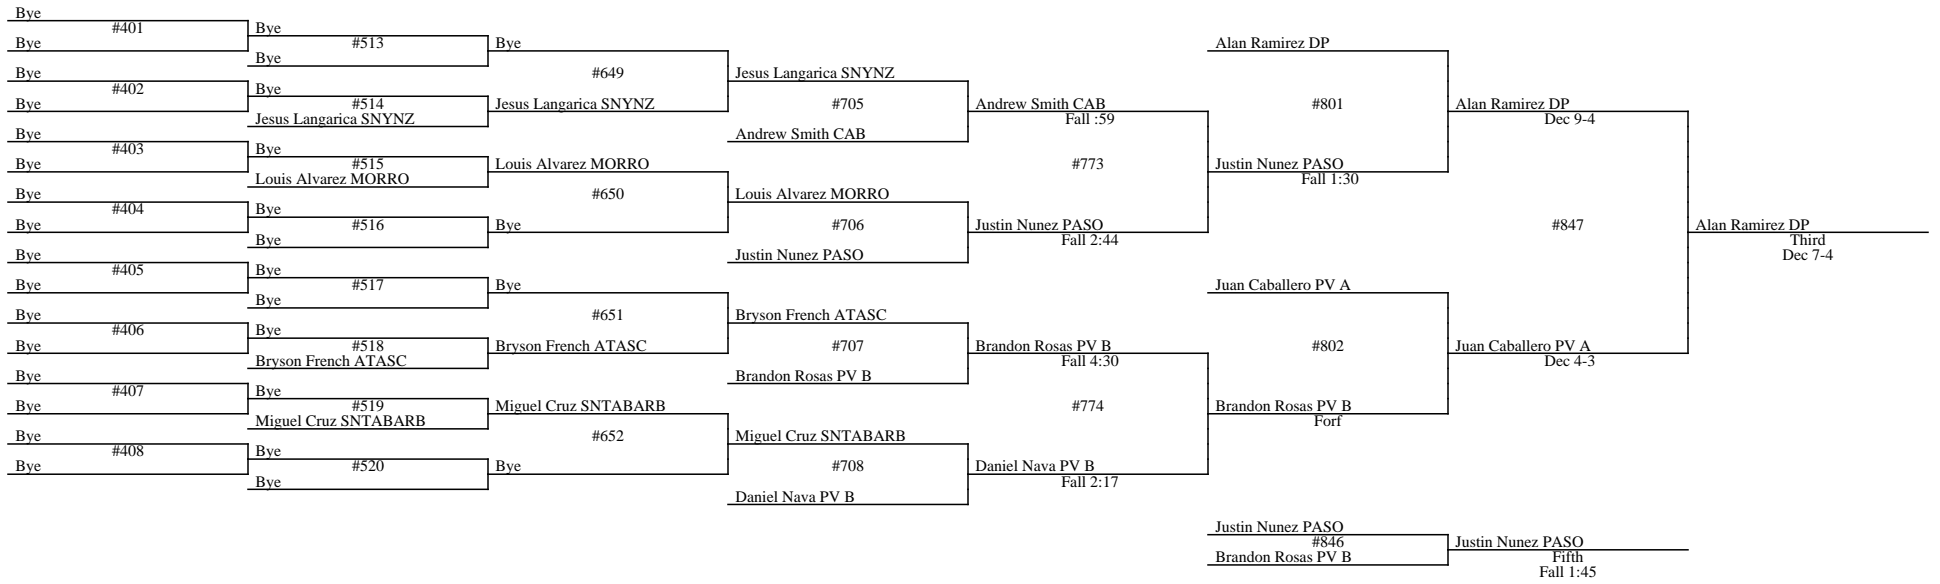 Bye
#401
Bye
Bye
#402
Bye
Bye
#403
Bye
Bye
#404
Bye
Bye
#405
Bye
Bye
#406
Bye
Bye
#407
Bye
Bye
#408
Bye
Bye
#513
Bye
Bye
#514
Jesus Langarica SNYNZ
Bye
#515
Louis Alvarez MORRO
Bye
#516
Bye
Bye
#517
Bye
Bye
#518
Bryson French ATASC
Bye
#519
Miguel Cruz SNTABARB
Bye
#520
Bye
Bye
#649
Jesus Langarica SNYNZ
Louis Alvarez MORRO
#650
Bye
Bye
#651
Bryson French ATASC
Miguel Cruz SNTABARB
#652
Bye
Jesus Langarica SNYNZ
#705
Andrew Smith CAB
Louis Alvarez MORRO
#706
Justin Nunez PASO
Bryson French ATASC
#707
Brandon Rosas PV B
Miguel Cruz SNTABARB
#708
Daniel Nava PV B
Andrew Smith CAB
Fall :59
#773
Justin Nunez PASO
Fall 2:44
Brandon Rosas PV B
Fall 4:30
#774
Daniel Nava PV B
Fall 2:17
Alan Ramirez DP
#801
Justin Nunez PASO
Fall 1:30
Juan Caballero PV A
#802
Brandon Rosas PV B
Forf
Alan Ramirez DP
Dec 9-4
#847
Juan Caballero PV A
Dec 4-3
Alan Ramirez DP
Third
Dec 7-4
Justin Nunez PASO
#846
Brandon Rosas PV B
Justin Nunez PASO
Fifth
Fall 1:45